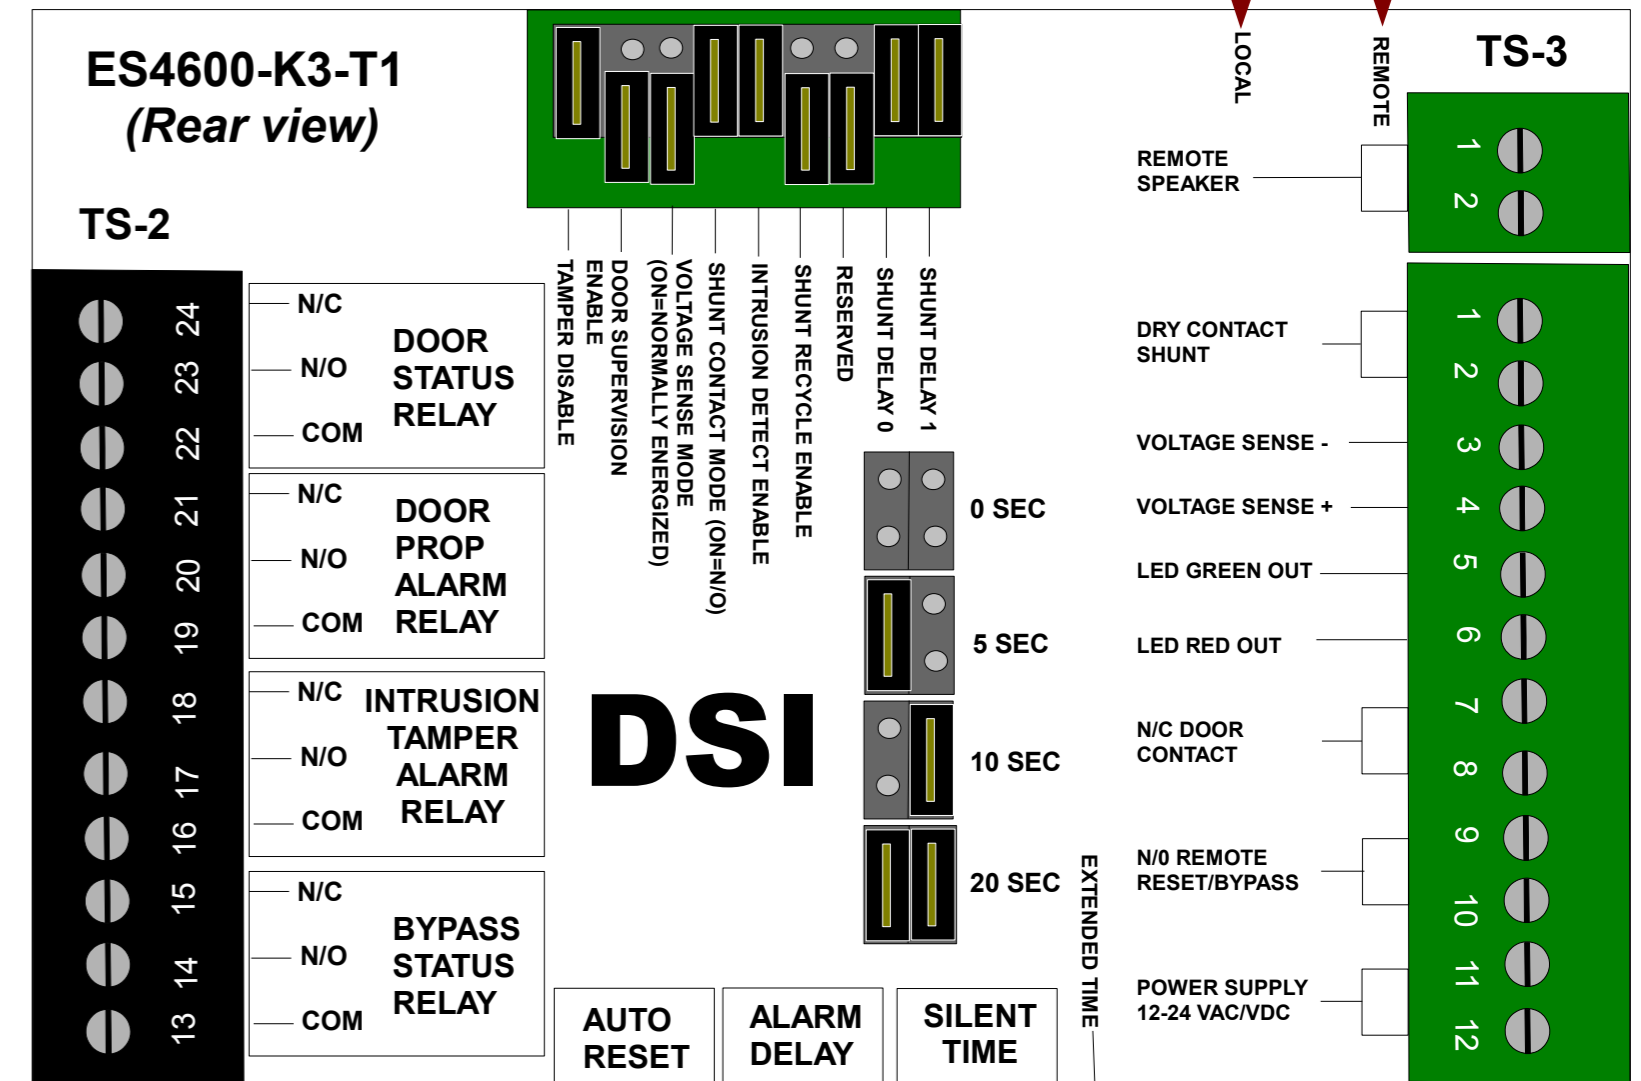 ES4600-K3-T1
(Rear view)
TS-2
24
23
22
21
20
19
18
17
16
15
14
13
N/C
N/O
COM
DOOR
STATUS
RELAY
N/C
N/O
COM
DOOR
PROP
ALARM
RELAY
N/C
N/O
COM
INTRUSION
TAMPER
ALARM
RELAY
N/C
N/O
COM
BYPASS
STATUS
RELAY
TAMPER DISABLE
DOOR SUPERVISION
ENABLE
VOLTAGE SENSE MODE
(ON=NORMALLY ENERGIZED)
SHUNT CONTACT MODE (ON=N/O)
INTRUSION DETECT ENABLE
SHUNT RECYCLE ENABLE
RESERVED
SHUNT DELAY 0
SHUNT DELAY 1
0 SEC
5 SEC
10 SEC
20 SEC
DSI
AUTO
RESET
ALARM
DELAY
SILENT
TIME
EXTENDED TIME
LOCAL
REMOTE
TS-3
REMOTE
SPEAKER
1
2
DRY CONTACT
SHUNT
VOLTAGE SENSE -
VOLTAGE SENSE +
LED GREEN OUT
LED RED OUT
N/C DOOR
CONTACT
N/0 REMOTE
RESET/BYPASS
POWER SUPPLY
12-24 VAC/VDC
1
2
3
4
5
6
7
8
9
10
11
12